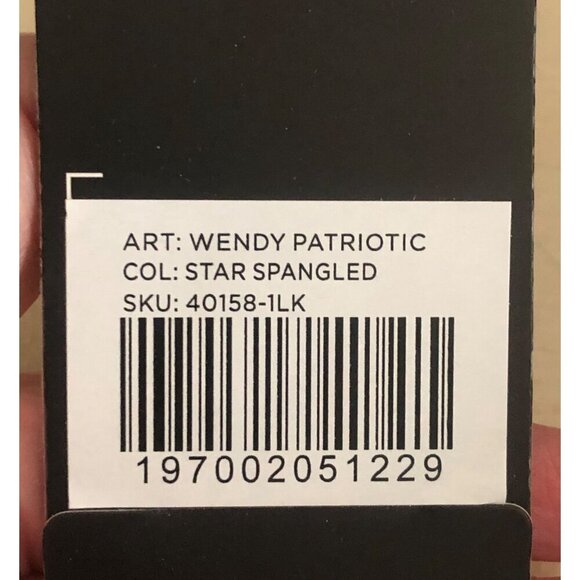 ART: WENDY PATRIOTIC
COL: STAR SPANGLED
SKU: 40158-1LK
197002051229